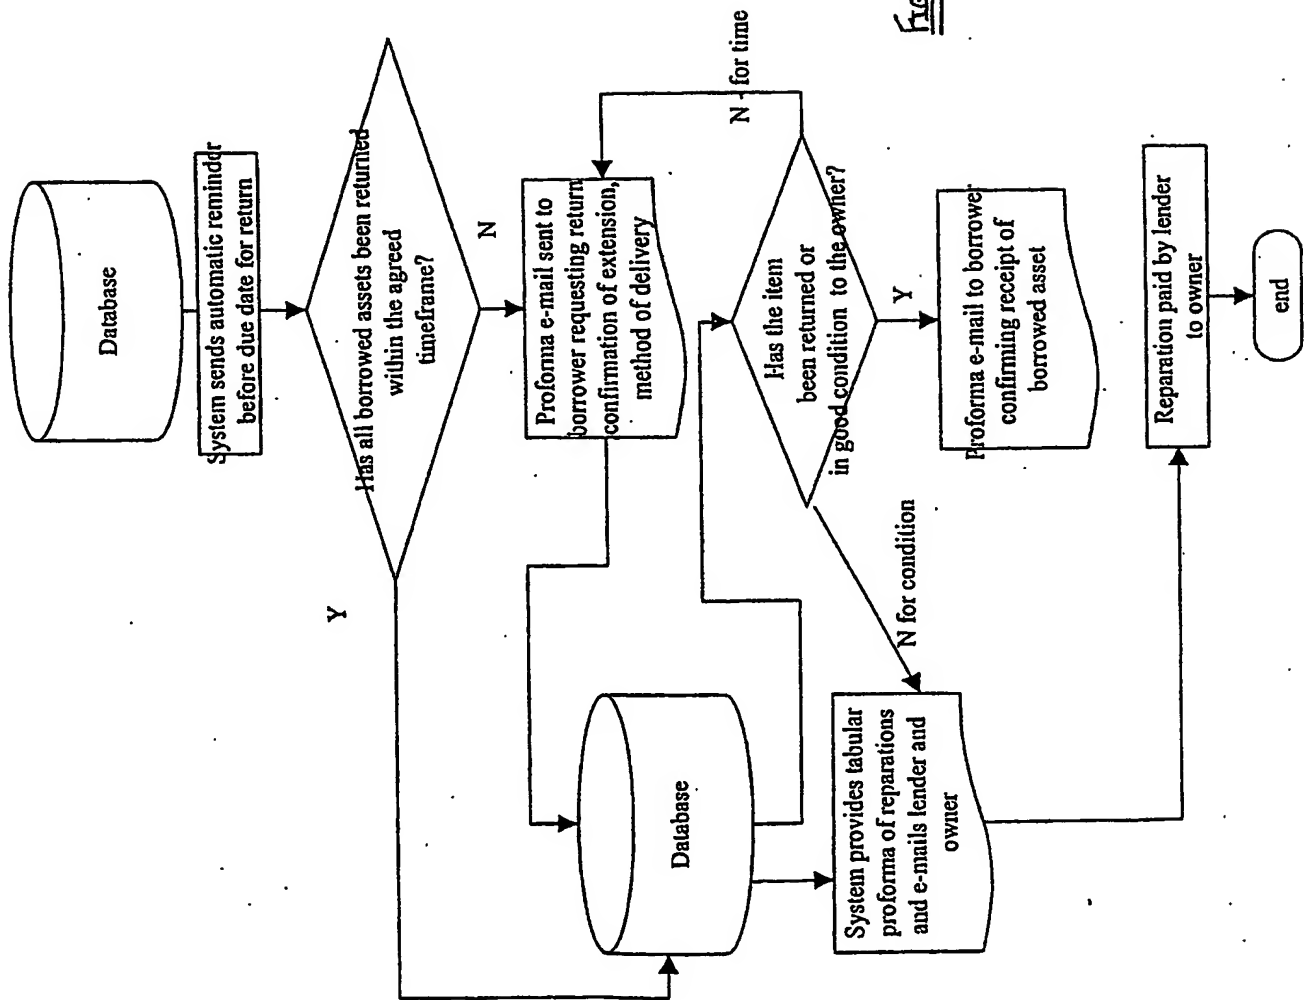 Database
System sends automatic reminder
before due date for return
Has all borrowed assets been returned
within the agreed
timeframe?
Y
N
Proforma e-mail sent to
borrower requesting return,
confirmation of extension,
method of delivery
Database
N - for time
Has the item
been returned or
in good condition to the owner?
N for condition
Y
System provides tabular
proforma of reparations
and e-mails lender and
owner
Proforma e-mail to borrower
confirming receipt of
borrowed asset
Reparation paid by lender
to owner
end